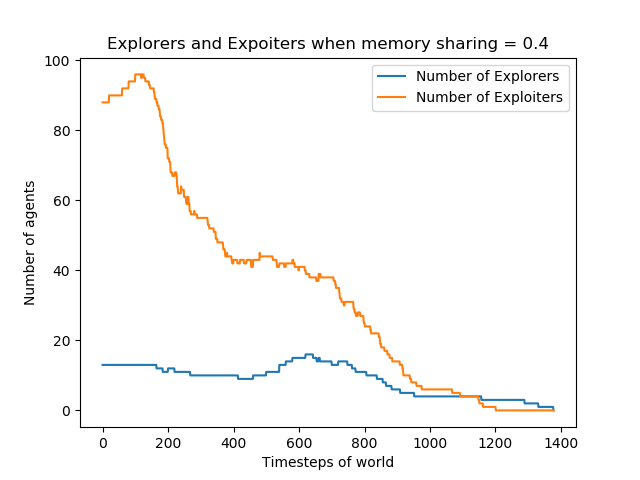 Explorers and Expoiters when memory sharing = 0.4
Number of Explorers
Number of Exploiters
100
80
60
40
20
0
Number of agents
0 200 400 600 800 1000 1200 1400
Timesteps of world